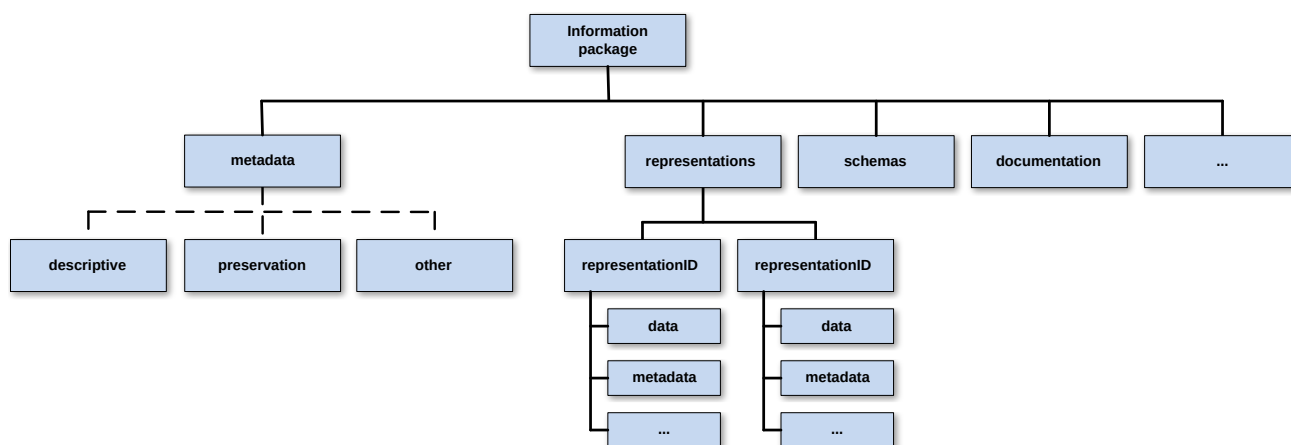 Information
package
metadata
representations
schemas
documentation
...
descriptive
preservation
other
representationID
representationID
data
data
metadata
metadata
...
...